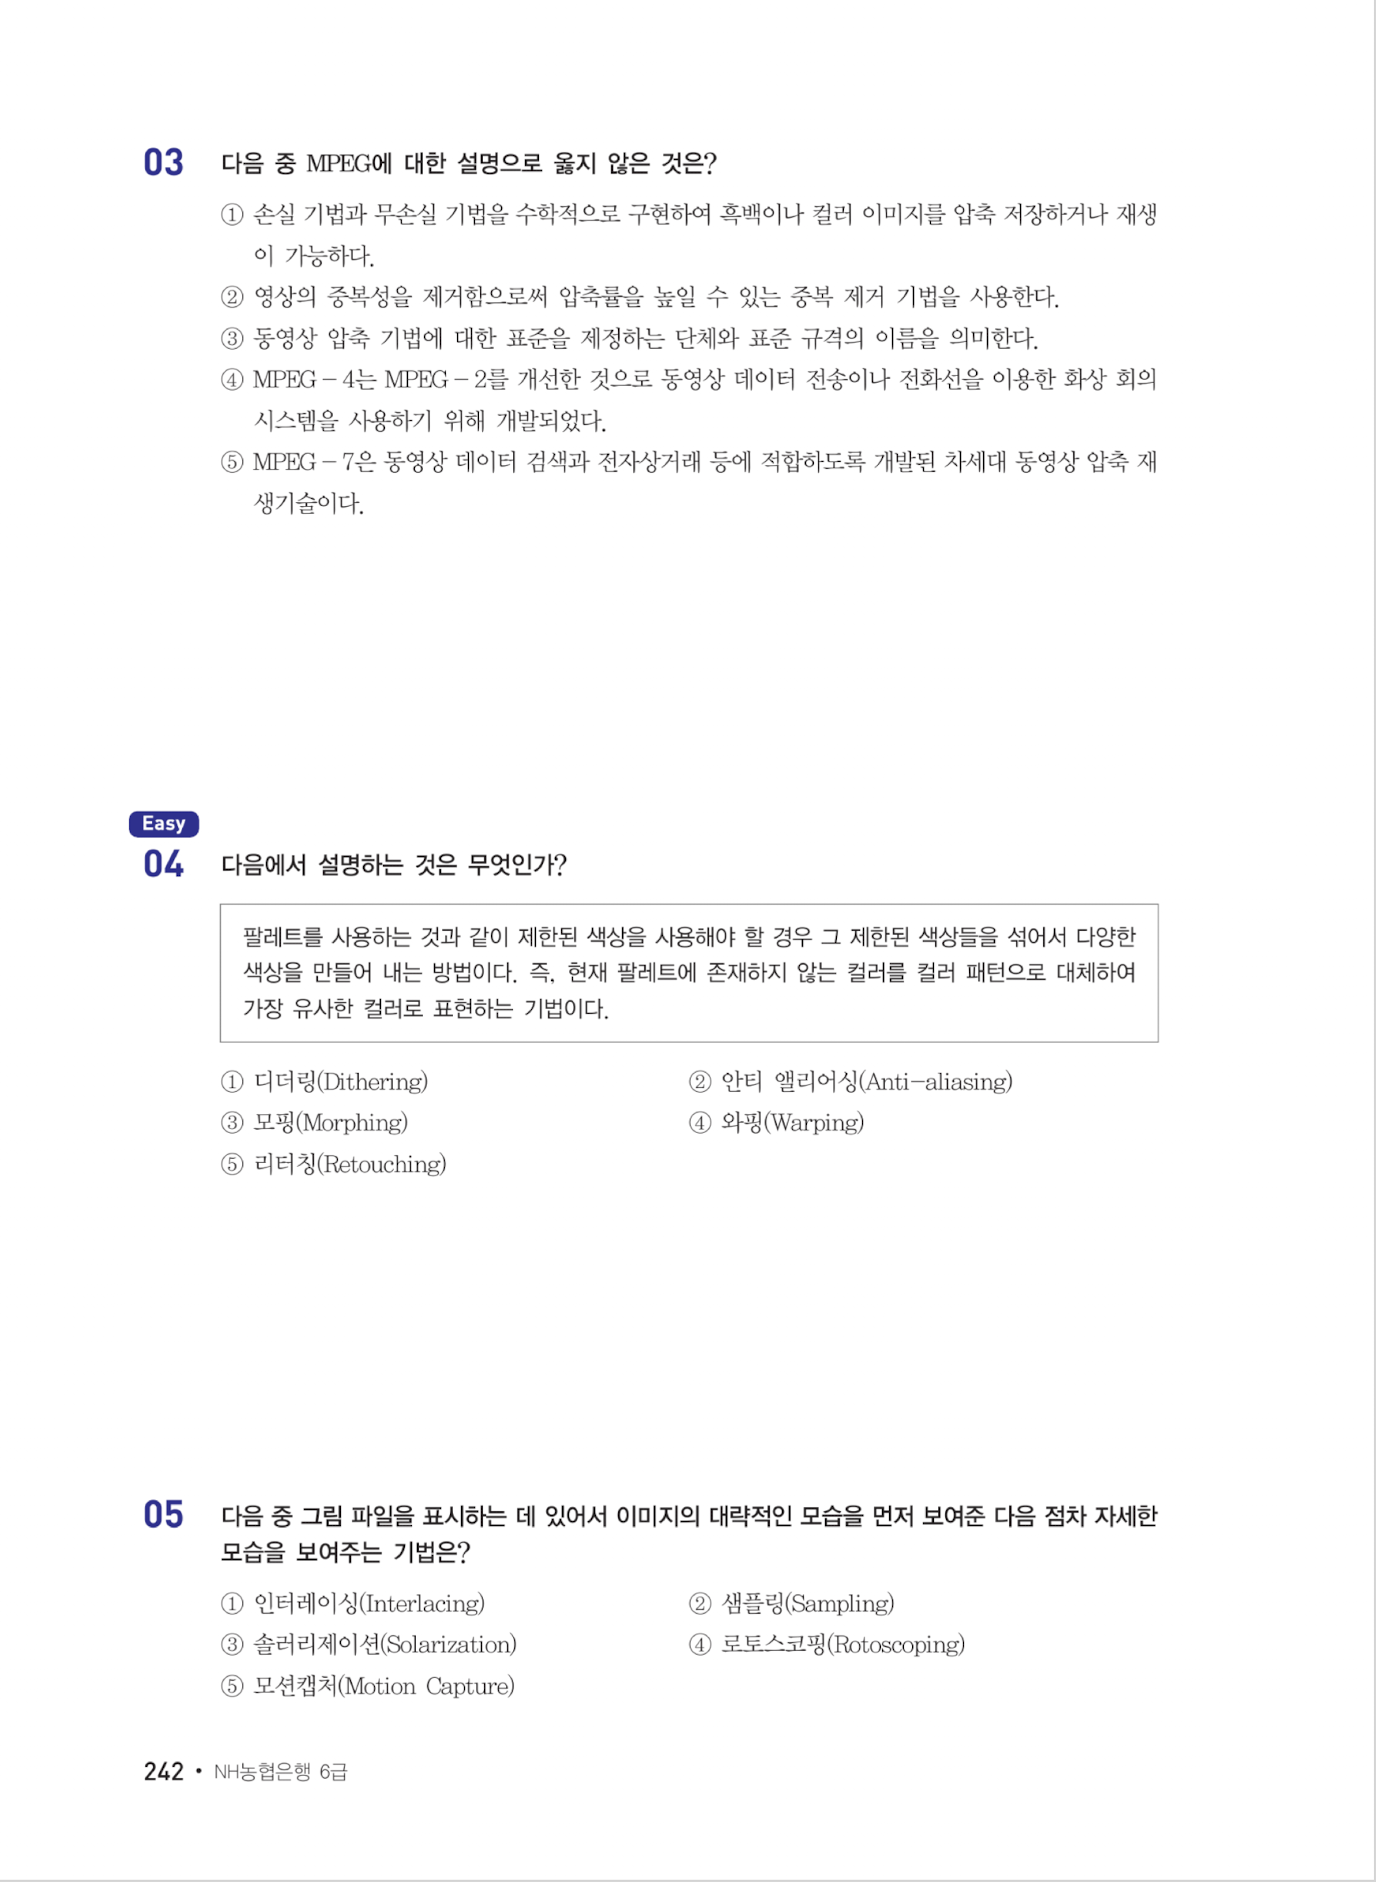 03 다음 중 MPEG에 대한 설명으로 옳지 않은 것은?
① 손실 기법과 무손실 기법을 수학적으로 구현하여 흑백이나 컬러 이미지를 압축 저장하거나 재생
이 가능하다.
② 영상의 중복성을 제거함으로써 압축률을 높일 수 있는 중복 제거 기법을 사용한다.
③ 동영상 압축 기법에 대한 표준을 제정하는 단체와 표준 규격의 이름을 의미한다.
④ MPEG-4는 MPEG-2를 개선한 것으로 동영상 데이터 전송이나 전화선을 이용한 화상 회의
시스템을 사용하기 위해 개발되었다.
⑤ MPEG-7은 동영상 데이터 검색과 전자상거래 등에 적합하도록 개발된 차세대 동영상 압축 재
생기술이다.
Easy
04 다음에서 설명하는 것은 무엇인가?
팔레트를 사용하는 것과 같이 제한된 색상을 사용해야 할 경우 그 제한된 색상들을 섞어서 다양한
색상을 만들어 내는 방법이다. 즉, 현재 팔레트에 존재하지 않는 컬러를 컬러 패턴으로 대체하여
가장 유사한 컬러로 표현하는 기법이다.
① 디더링(Dithering) ② 안티 앨리어싱(Anti-aliasing)
③ 모핑(Morphing) ④ 와핑(Warping)
⑤ 리터칭(Retouching)
05 다음 중 그림 파일을 표시하는 데 있어서 이미지의 대략적인 모습을 먼저 보여준 다음 점차 자세한
모습을 보여주는 기법은?
① 인터레이싱(Interlacing) ② 샘플링(Sampling)
③ 솔러리제이션(Solarization) ④ 로토스코핑(Rotoscoping)
⑤ 모션캡처(Motion Capture)
242 • NH농협은행 6급